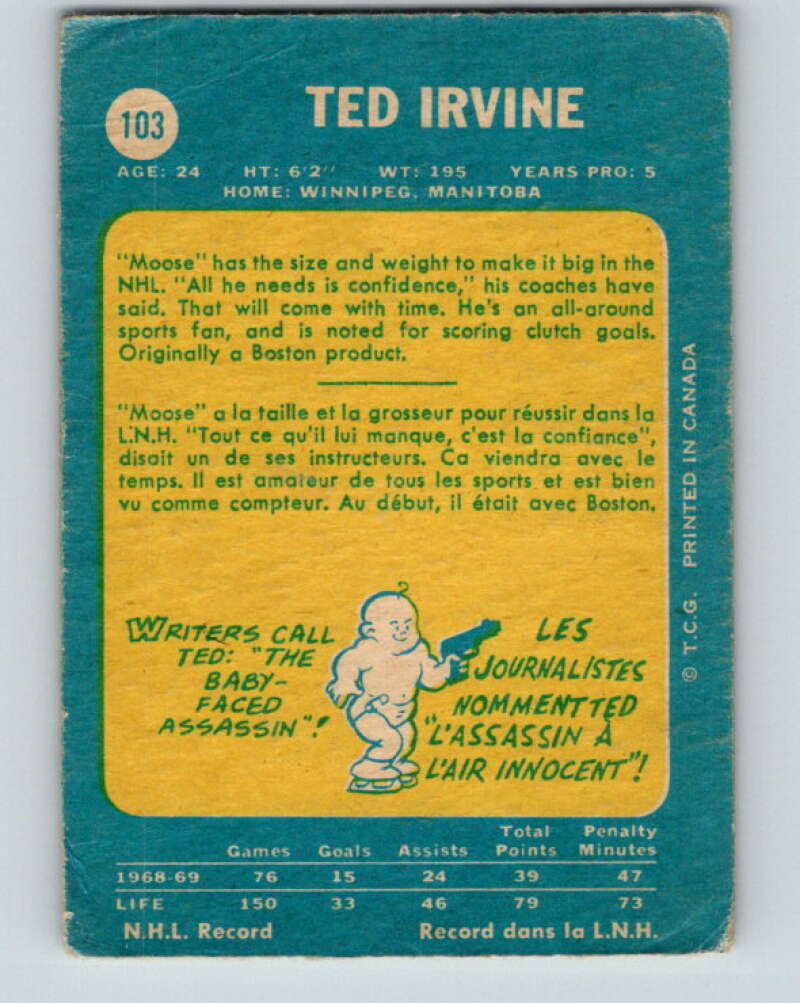 103
TED IRVINE
AGE: 24 HT: 6'2" WT: 195 YEARS PRO: 5
HOME: WINNIPEG, MANITOBA
"Moose" has the size and weight to make it big in the
NHL. "All he needs is confidence," his coaches have
said. That will come with time. He's an all-around
sports fan, and is noted for scoring clutch goals.
Originally a Boston product.
"Moose" a la taille et la grosseur pour réussir dans la
L.N.H. "Tout ce qu'il lui manque, c'est la confiance",
disait un de ses instructeurs. Ca viendra avec le
temps. Il est amateur de tous les sports et est bien
vu comme compteur. Au début, il était avec Boston.
WRITERS CALL
TED: "THE
BABY-
FACED
ASSASSIN"!
LES
JOURNALISTES
NOMMENT TED
"L'ASSASSIN À
L'AIR INNOCENT"!
© T.C.G. PRINTED IN CANADA
Games Goals Assists Total Points Penalty Minutes
1968-69 76 15 24 39 47
LIFE 150 33 46 79 73
N.H.L. Record Record dans la L.N.H.